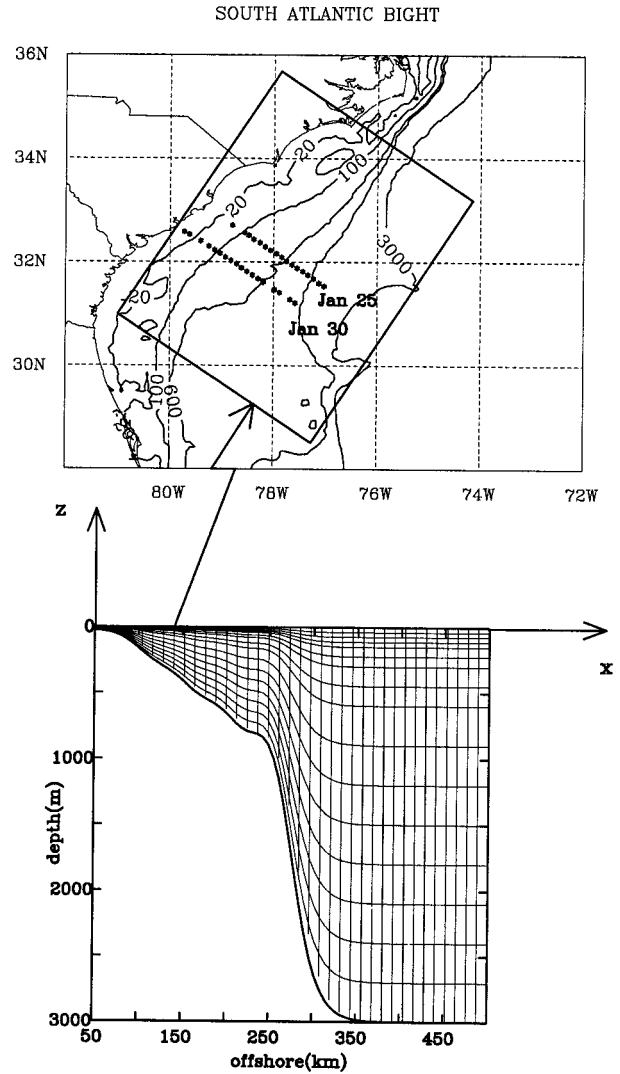 SOUTH ATLANTIC BIGHT
36N
34N
32N
30N
20
100
20
3000
20
Jan 25
Jan 30
100
600
80W 78W 76W 74W 72W
z
0
x
1000
depth(m)
2000
3000
50 150 250 350 450
offshore(km)